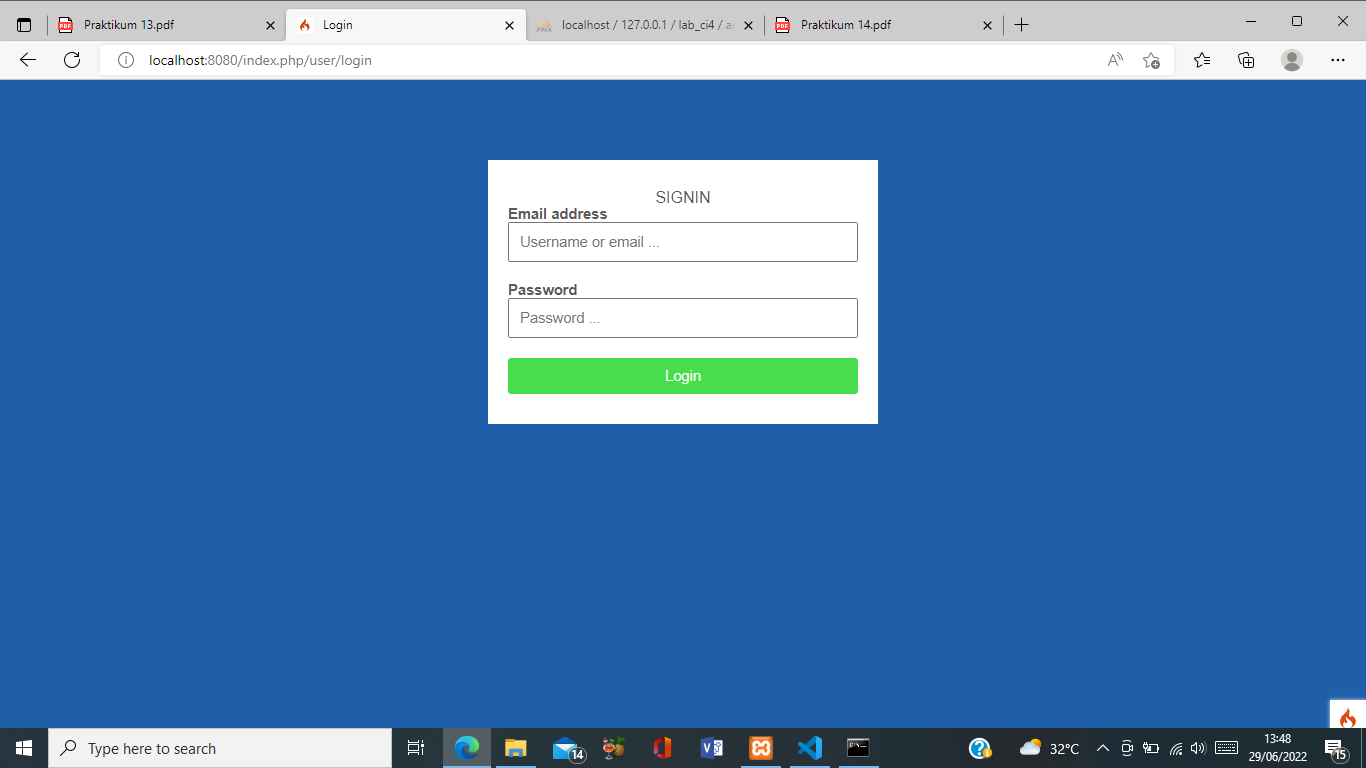 Praktikum 13.pdf
Login
localhost / 127.0.0.1 / lab_ci4 / a
Praktikum 14.pdf
localhost:8080/index.php/user/login
SIGNIN
Email address
Username or email ...
Password
Password ...
Login
Type here to search
14
32°C
13:48
29/06/2022
15